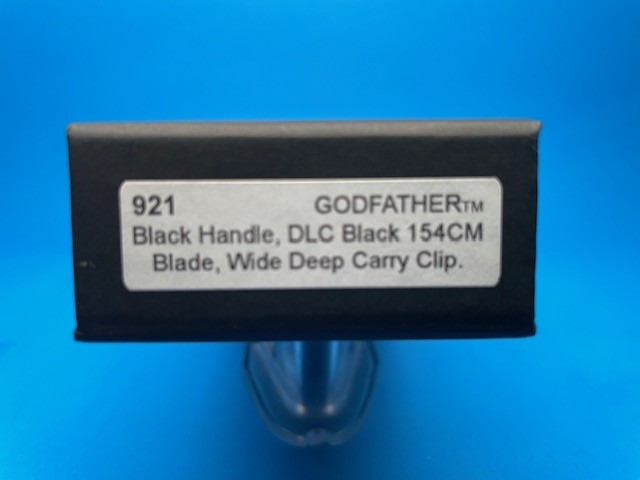 921 GODFATHER™
Black Handle, DLC Black 154CM
Blade, Wide Deep Carry Clip.